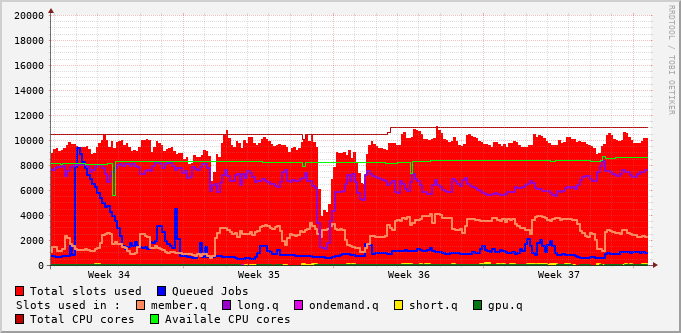 20000
18000
16000
14000
12000
10000
8000
6000
4000
2000
0
Week 34 Week 35 Week 36 Week 37
Total slots used Queued Jobs
Slots used in : member.q long.q ondemand.q short.q gpu.q
Total CPU cores Availale CPU cores
RRDTOOL / TOBI OETIKER